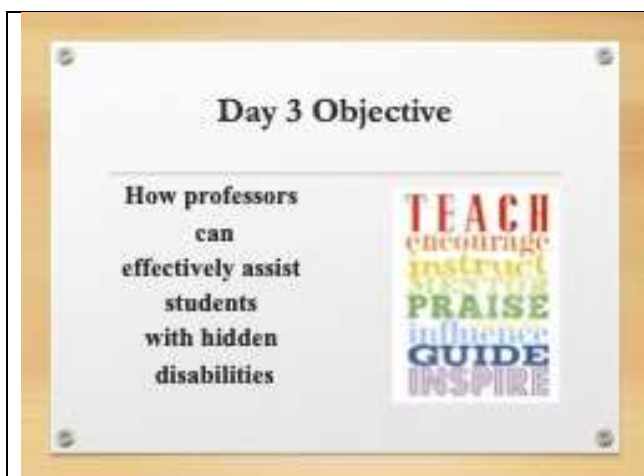 Day 3 Objective
How professors
can
effectively assist
students
with hidden
disabilities
TEACH
encourage
instruct
MENTOR
PRAISE
influence
GUIDE
INSPIRE